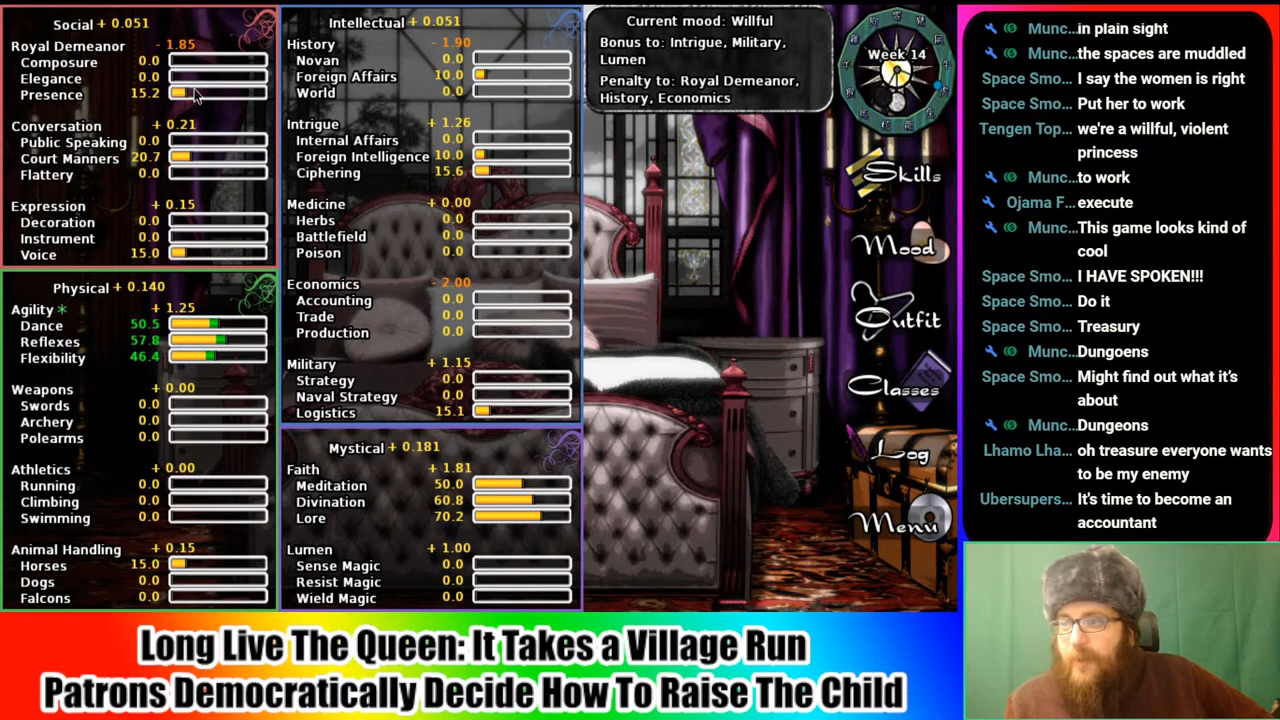 Social + 0.051
Royal Demeanor - 1.85
Composure 0.0
Elegance 0.0
Presence 15.2
Conversation + 0.21
Public Speaking 0.0
Court Manners 20.7
Flattery 0.0
Expression + 0.15
Decoration 0.0
Instrument 0.0
Voice 15.0
Physical + 0.140
Agility * + 1.25
Dance 50.5
Reflexes 57.8
Flexibility 46.4
Weapons + 0.00
Swords 0.0
Archery 0.0
Polearms 0.0
Athletics + 0.00
Running 0.0
Climbing 0.0
Swimming 0.0
Animal Handling + 0.15
Horses 15.0
Dogs 0.0
Falcons 0.0
Intellectual + 0.051
History - 1.90
Novan 0.0
Foreign Affairs 10.0
World 0.0
Intrigue + 1.26
Internal Affairs 0.0
Foreign Intelligence 10.0
Ciphering 15.6
Medicine + 0.00
Herbs 0.0
Battlefield 0.0
Poison 0.0
Economics - 2.00
Accounting 0.0
Trade 0.0
Production 0.0
Military + 1.15
Strategy 0.0
Naval Strategy 0.0
Logistics 15.1
Mystical + 0.181
Faith + 1.81
Meditation 50.0
Divination 60.8
Lore 70.2
Lumen + 1.00
Sense Magic 0.0
Resist Magic 0.0
Wield Magic 0.0
Current mood: Willful
Bonus to: Intrigue, Military,
Lumen
Penalty to: Royal Demeanor,
History, Economics
Week 14
Skills
Mood
Outfit
Classes
Log
Menu
Munc... in plain sight
Munc... the spaces are muddled
Space Smo... I say the women is right
Space Smo... Put her to work
Tengen Top... we're a willful, violent
princess
Munc... to work
Ojama F... execute
Munc... This game looks kind of
cool
Space Smo... I HAVE SPOKEN!!!
Space Smo... Do it
Space Smo... Treasury
Munc... Dungoens
Space Smo... Might find out what it's
about
Munc... Dungeons
Lhamo Lha... oh treasure everyone wants
to be my enemy
Ubersupers... It's time to become an
accountant
Long Live The Queen: It Takes a Village Run
Patrons Democratically Decide How To Raise The Child